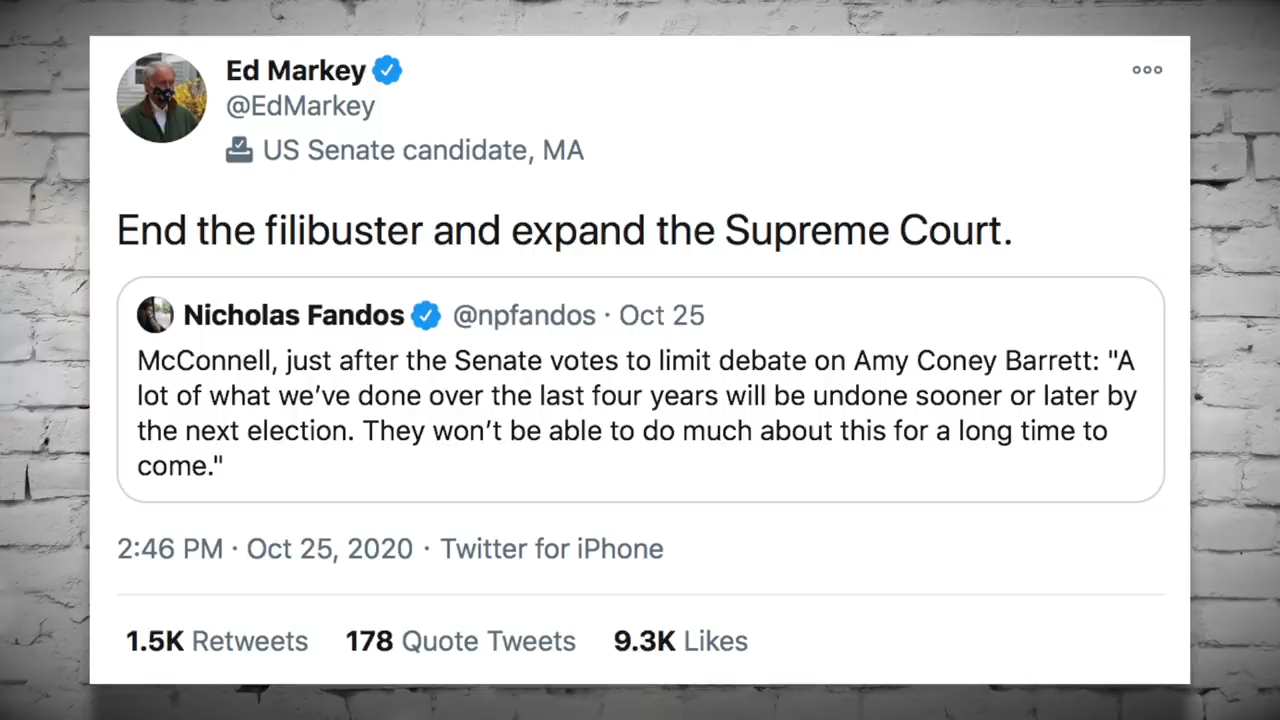 Ed Markey
@EdMarkey
US Senate candidate, MA
End the filibuster and expand the Supreme Court.
Nicholas Fandos @npfandos · Oct 25
McConnell, just after the Senate votes to limit debate on Amy Coney Barrett: "A
lot of what we’ve done over the last four years will be undone sooner or later by
the next election. They won’t be able to do much about this for a long time to
come."
2:46 PM · Oct 25, 2020 · Twitter for iPhone
1.5K Retweets 178 Quote Tweets 9.3K Likes